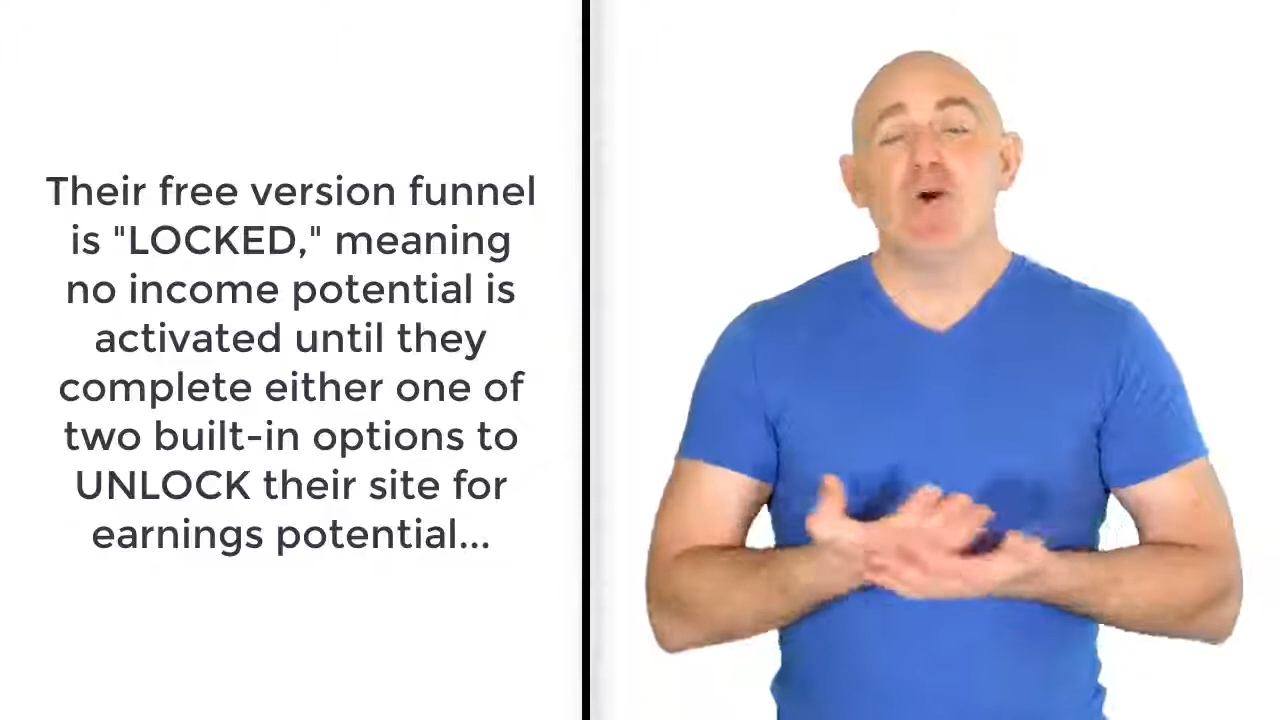 Their free version funnel
is "LOCKED," meaning
no income potential is
activated until they
complete either one of
two built-in options to
UNLOCK their site for
earnings potential...